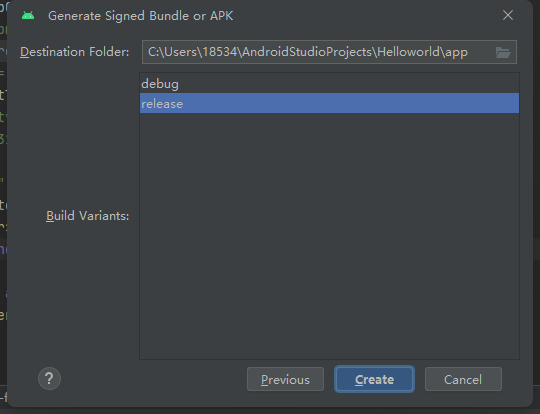 Generate Signed Bundle or APK
Destination Folder: C:\Users\18534\AndroidStudioProjects\Helloworld\app
debug
release
Build Variants:
? Previous Create Cancel